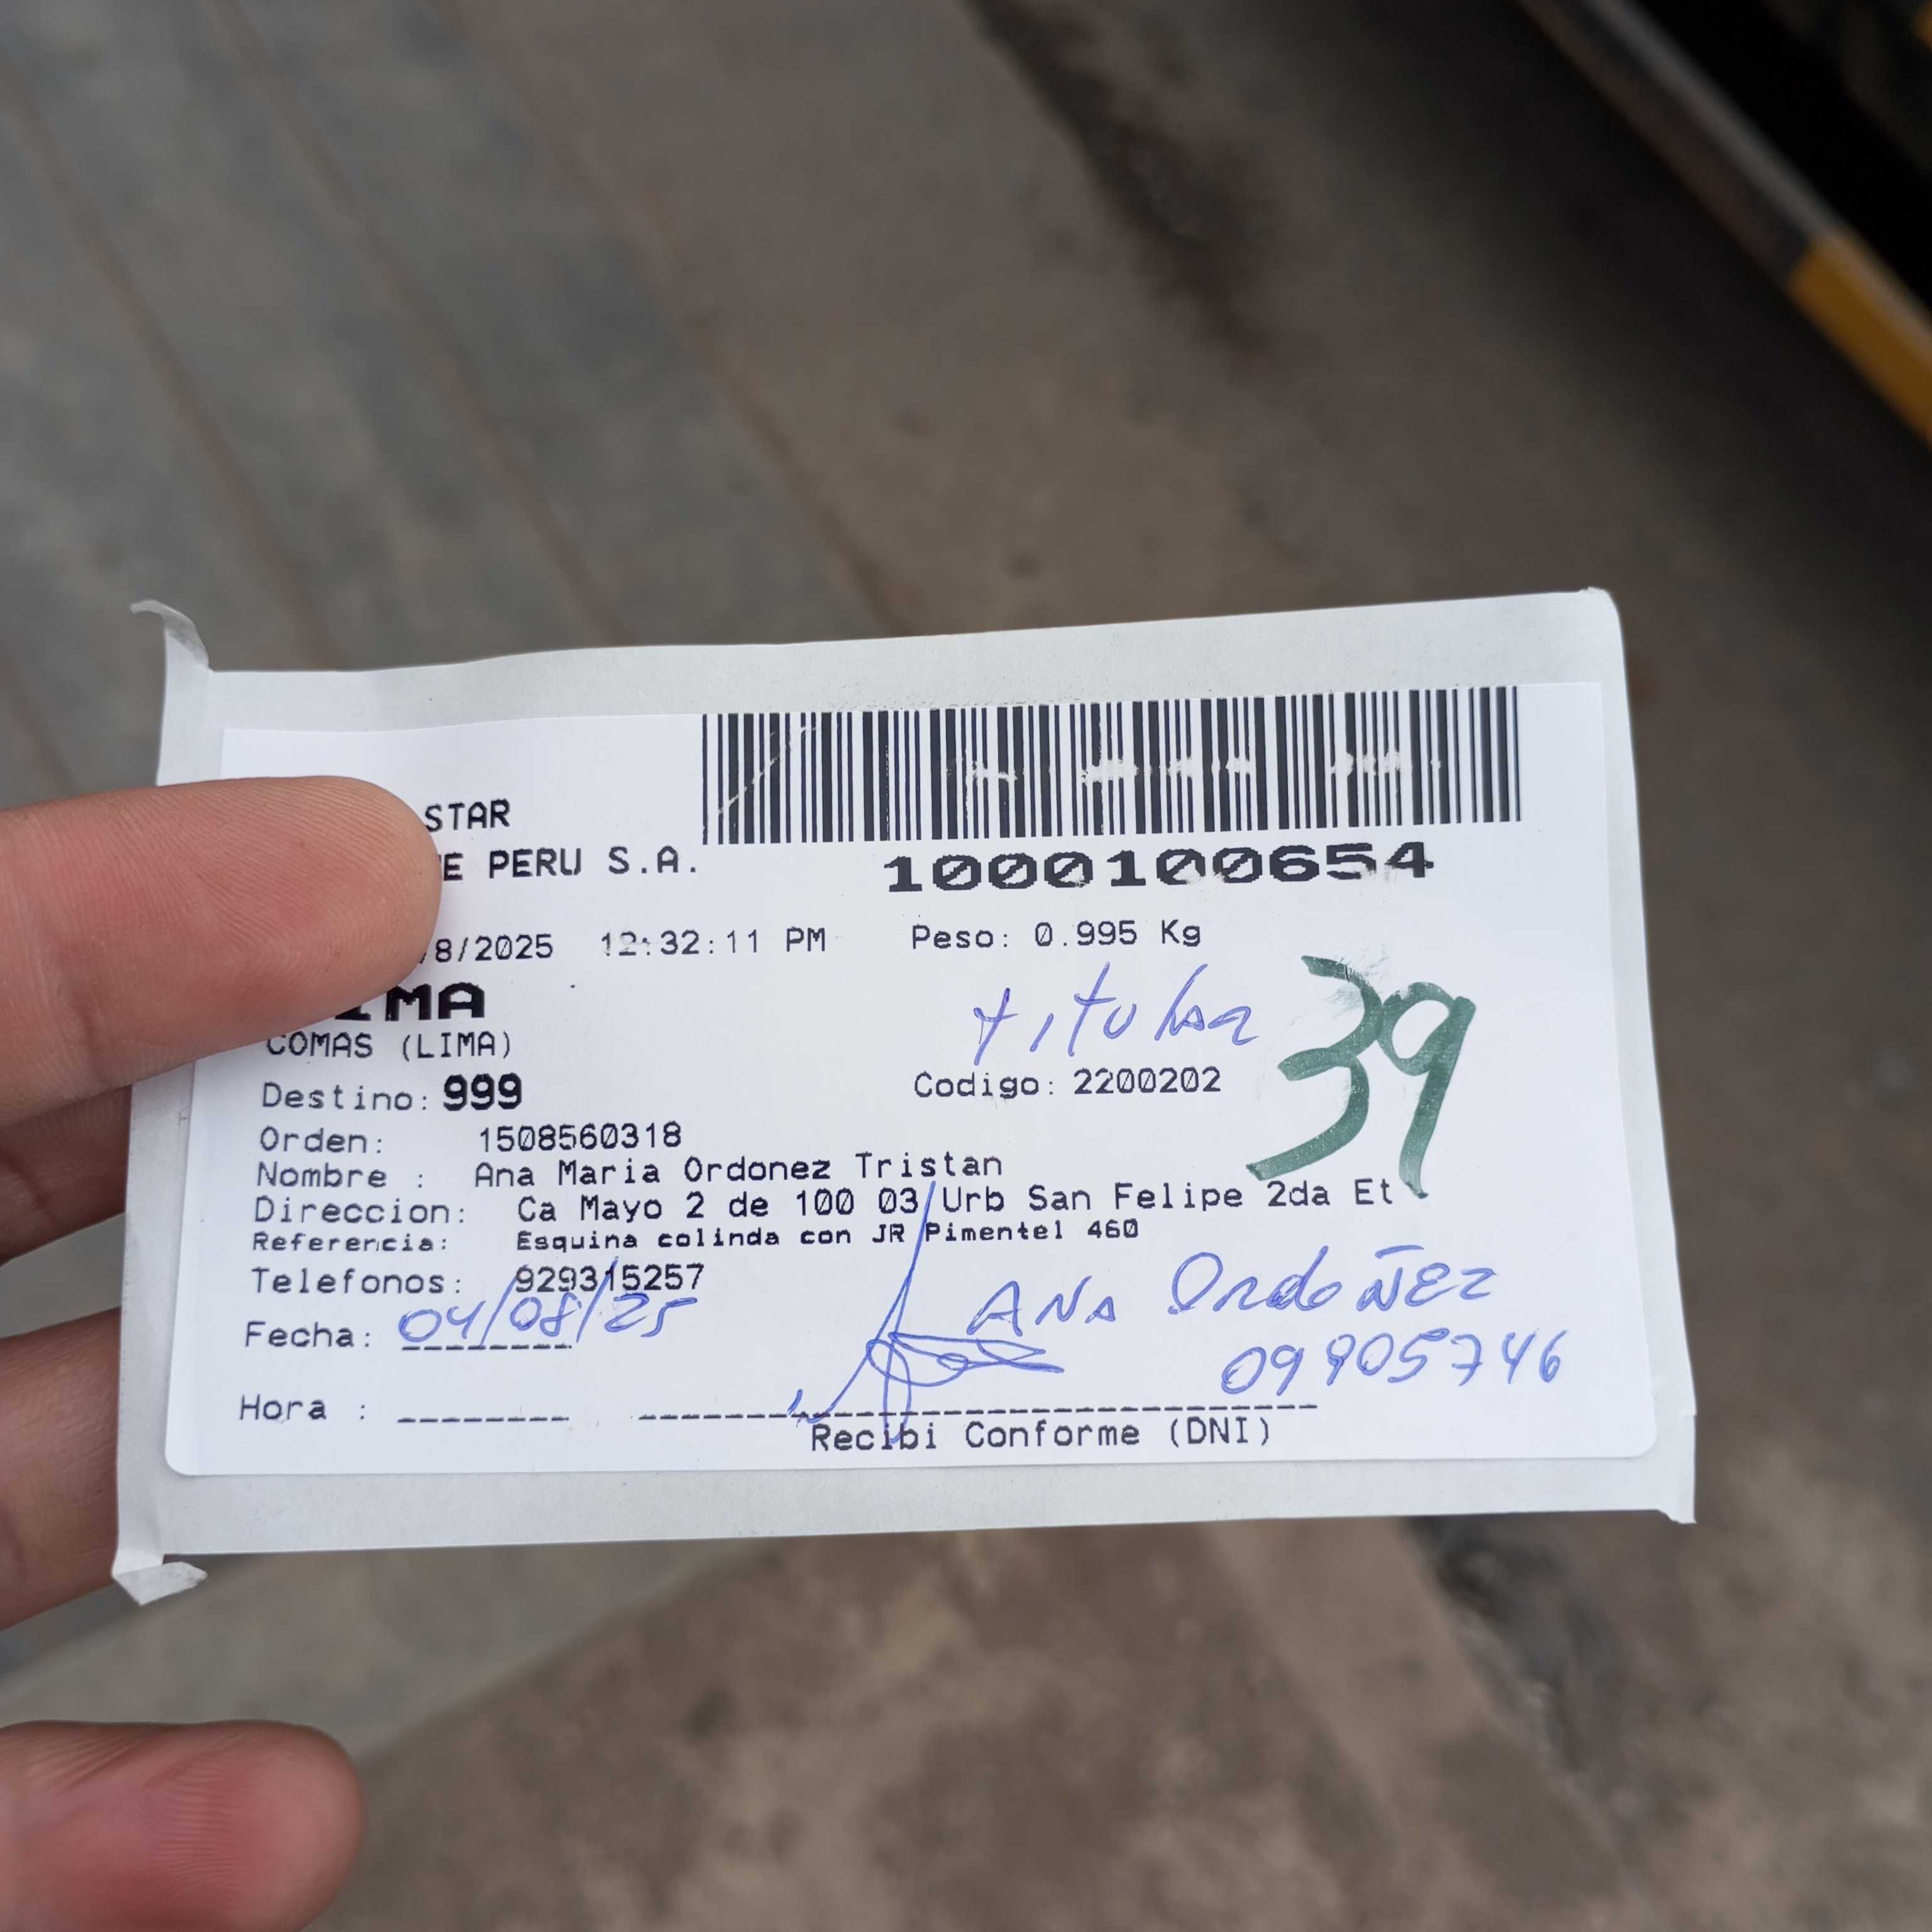 STAR
E PERU S.A.
1000100654
/8/2025 12:32:11 PM Peso: 0.995 Kg
IMA
titular 39
COMAS (LIMA)
Destino: 999 Codigo: 2200202
Orden: 1508560318
Nombre : Ana Maria Ordonez Tristan
Direccion: Ca Mayo 2 de 100 03 Urb San Felipe 2da Et
Referencia: Esquina colinda con JR Pimentel 460
Telefonos: 929315257
ANA Ordoñez
Fecha: 04/08/25
09905746
Hora :
Recibi Conforme (DNI)